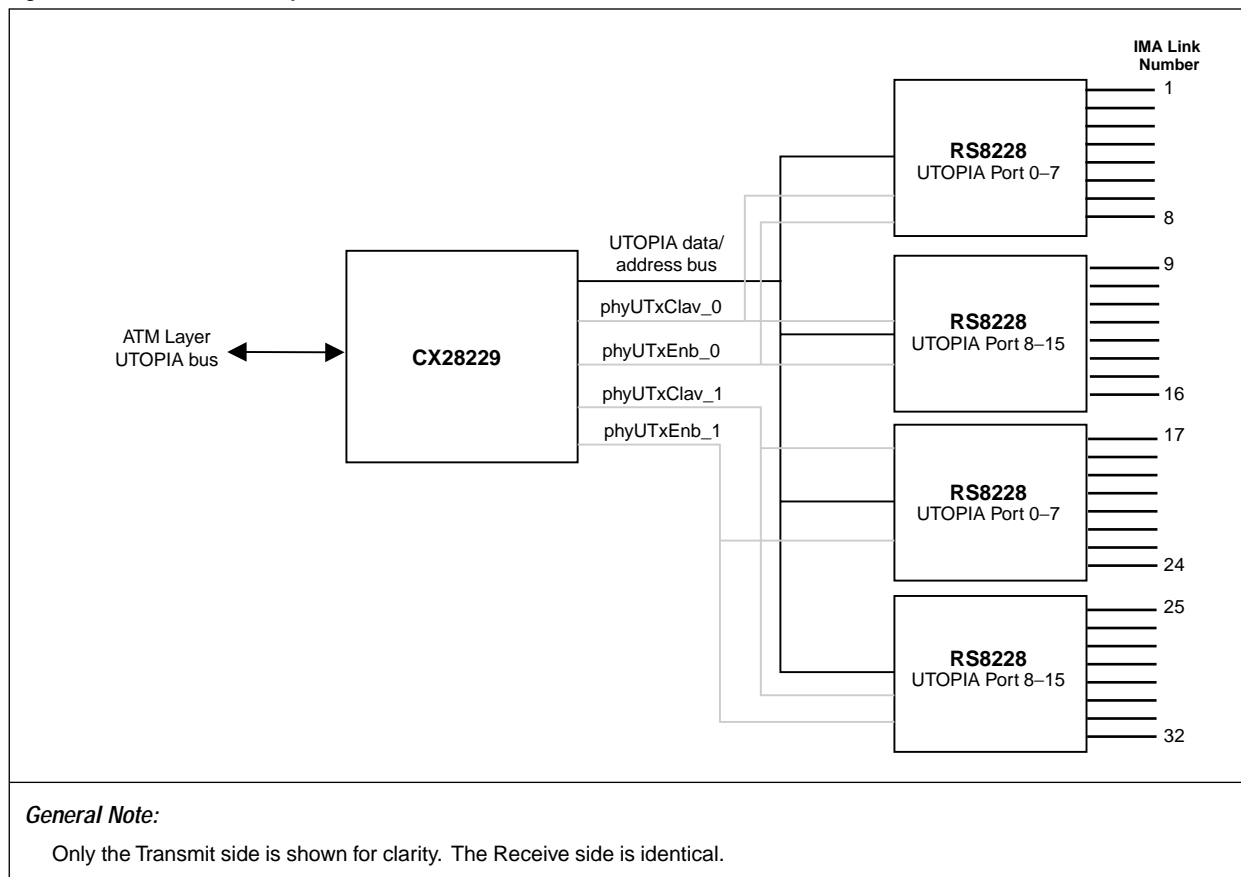 IMA Link
Number
1
RS8228
UTOPIA Port 0–7
8
UTOPIA data/
address bus
9
phyUTxClav_0
RS8228
UTOPIA Port 8–15
ATM Layer
UTOPIA bus
CX28229
phyUTxEnb_0
phyUTxClav_1
16
phyUTxEnb_1
17
RS8228
UTOPIA Port 0–7
24
25
RS8228
UTOPIA Port 8–15
32
General Note:
Only the Transmit side is shown for clarity. The Receive side is identical.